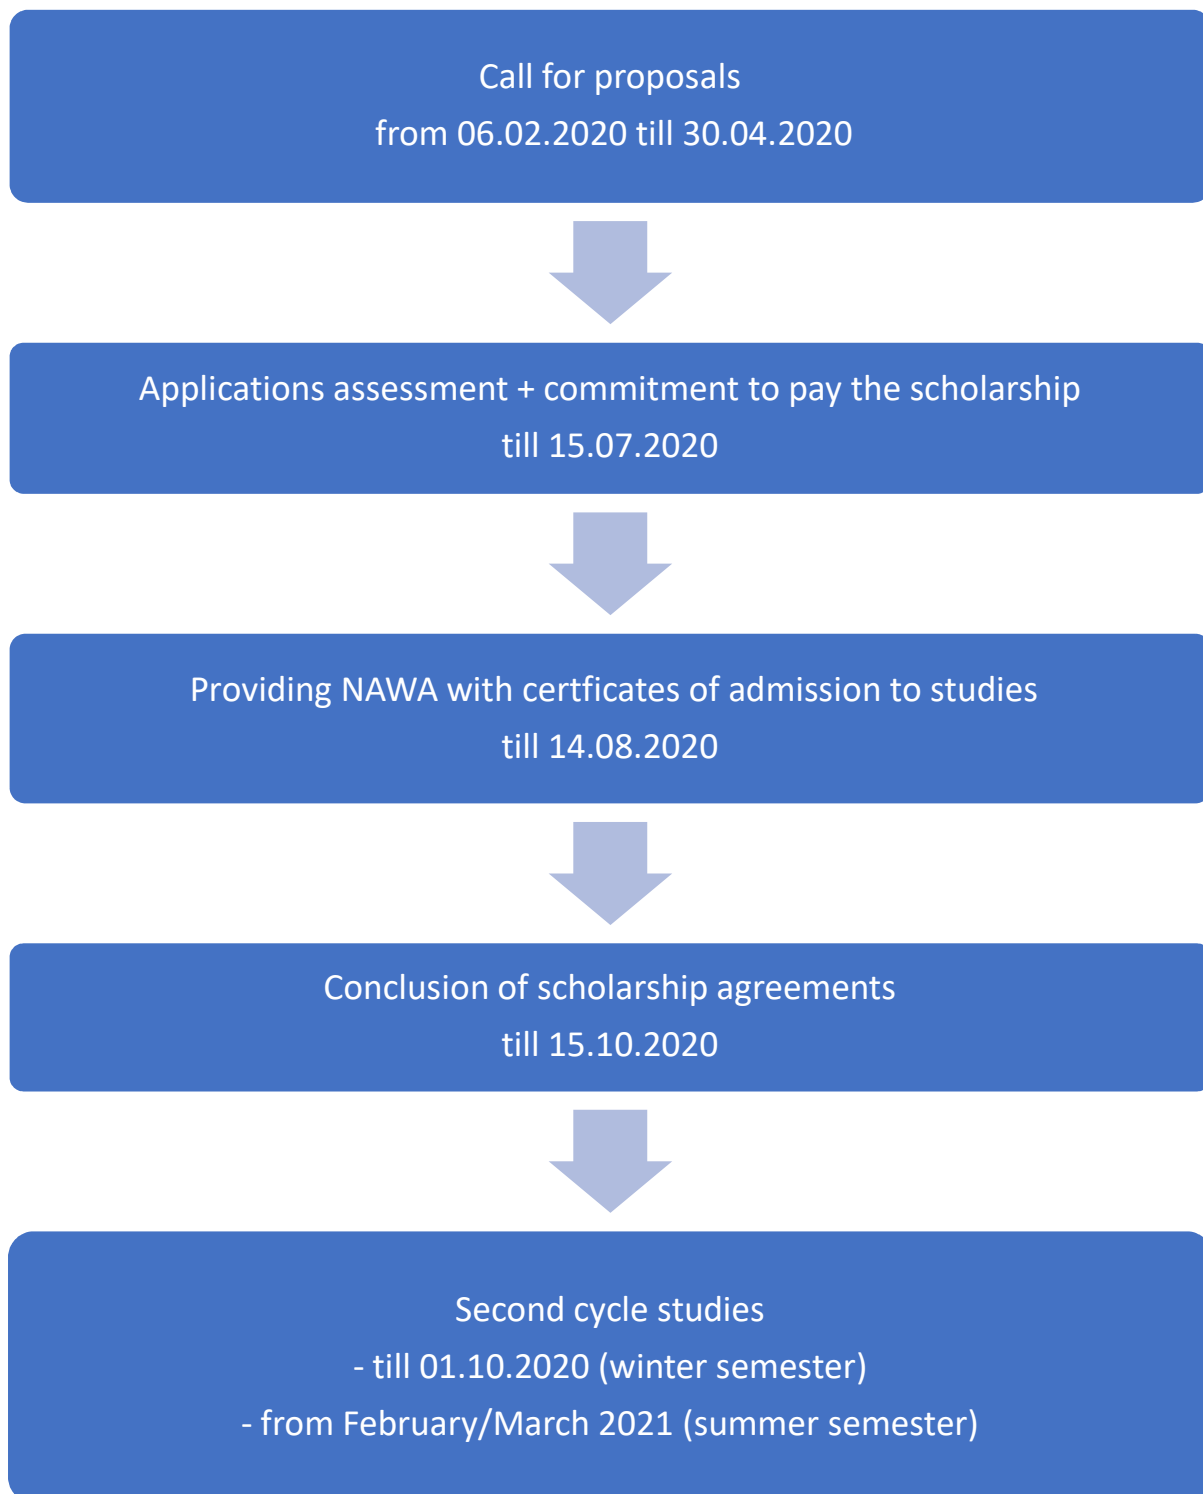 Call for proposals
from 06.02.2020 till 30.04.2020
Applications assessment + commitment to pay the scholarship
till 15.07.2020
Providing NAWA with certficates of admission to studies
till 14.08.2020
Conclusion of scholarship agreements
till 15.10.2020
Second cycle studies
- till 01.10.2020 (winter semester)
- from February/March 2021 (summer semester)